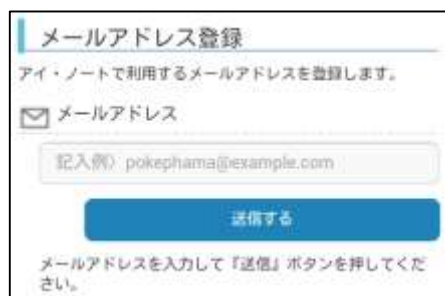 メールアドレス登録
アイ・ノートで利用するメールアドレスを登録します。
メールアドレス
記入例）pokephama@example.com
送信する
メールアドレスを入力して『送信』ボタンを押してくだ
さい。